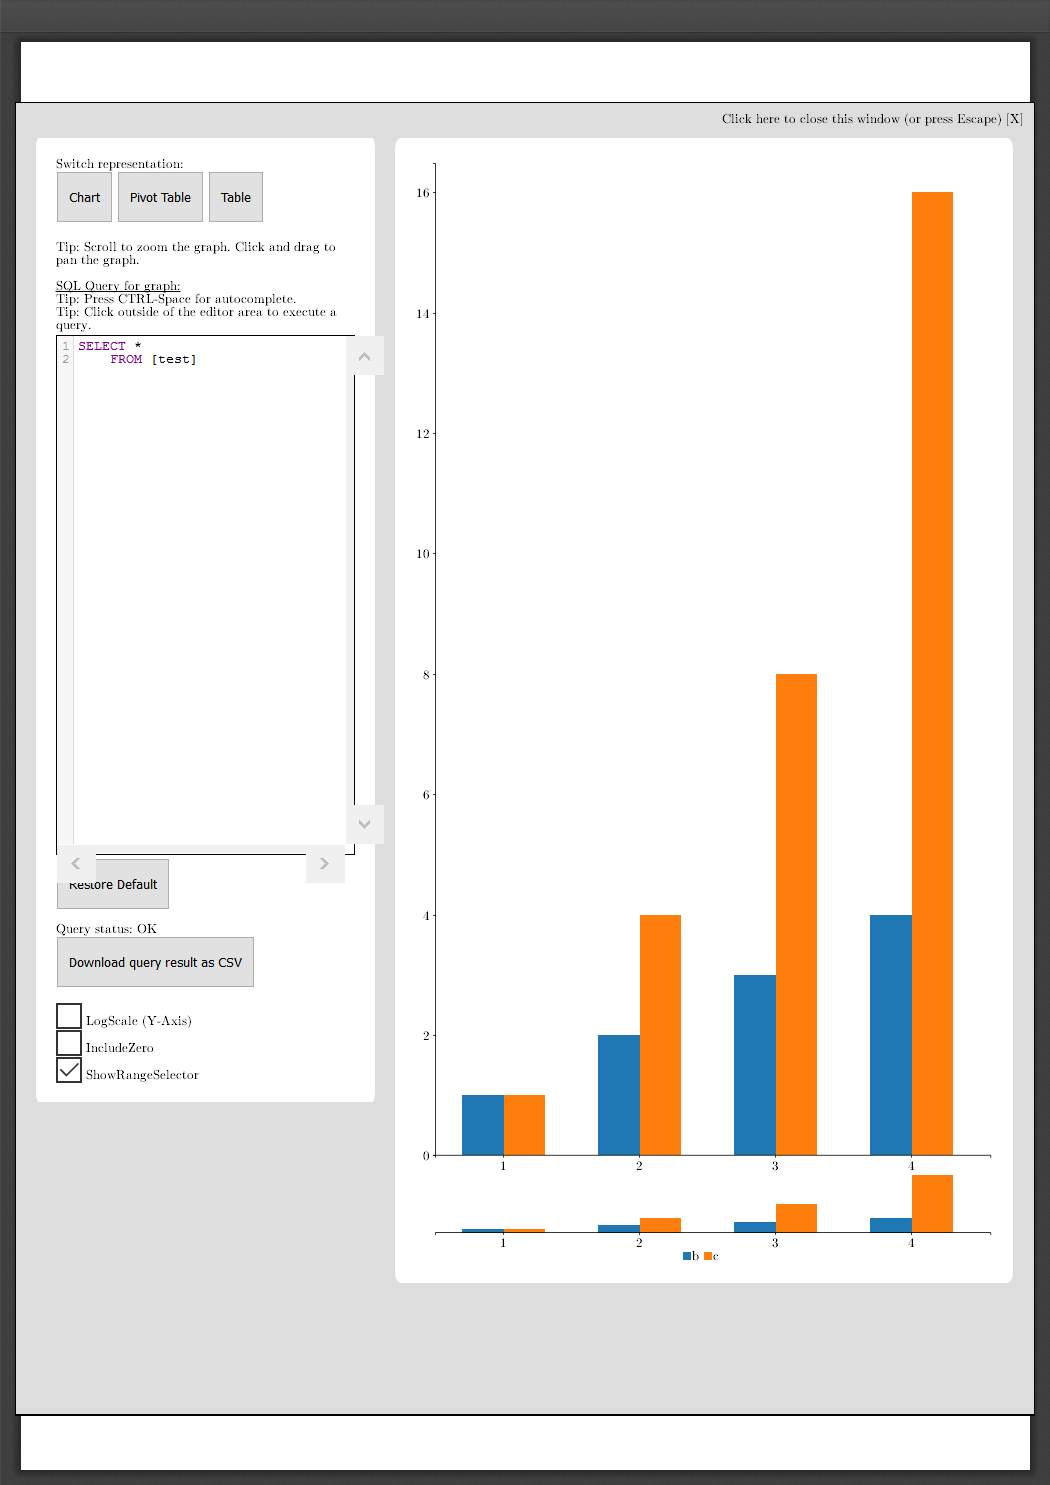 Click here to close this window (or press Escape) [X]
Switch representation:
Chart Pivot Table Table
Tip: Scroll to zoom the graph. Click and drag to
pan the graph.
SQL Query for graph:
Tip: Press CTRL-Space for autocomplete.
Tip: Click outside of the editor area to execute a
query.
1 SELECT *
2 FROM [test]
Restore Default
Query status: OK
Download query result as CSV
LogScale (Y-Axis)
IncludeZero
ShowRangeSelector
16
14
12
10
8
6
4
2
0
1 2 3 4
1 2 3 4
b c